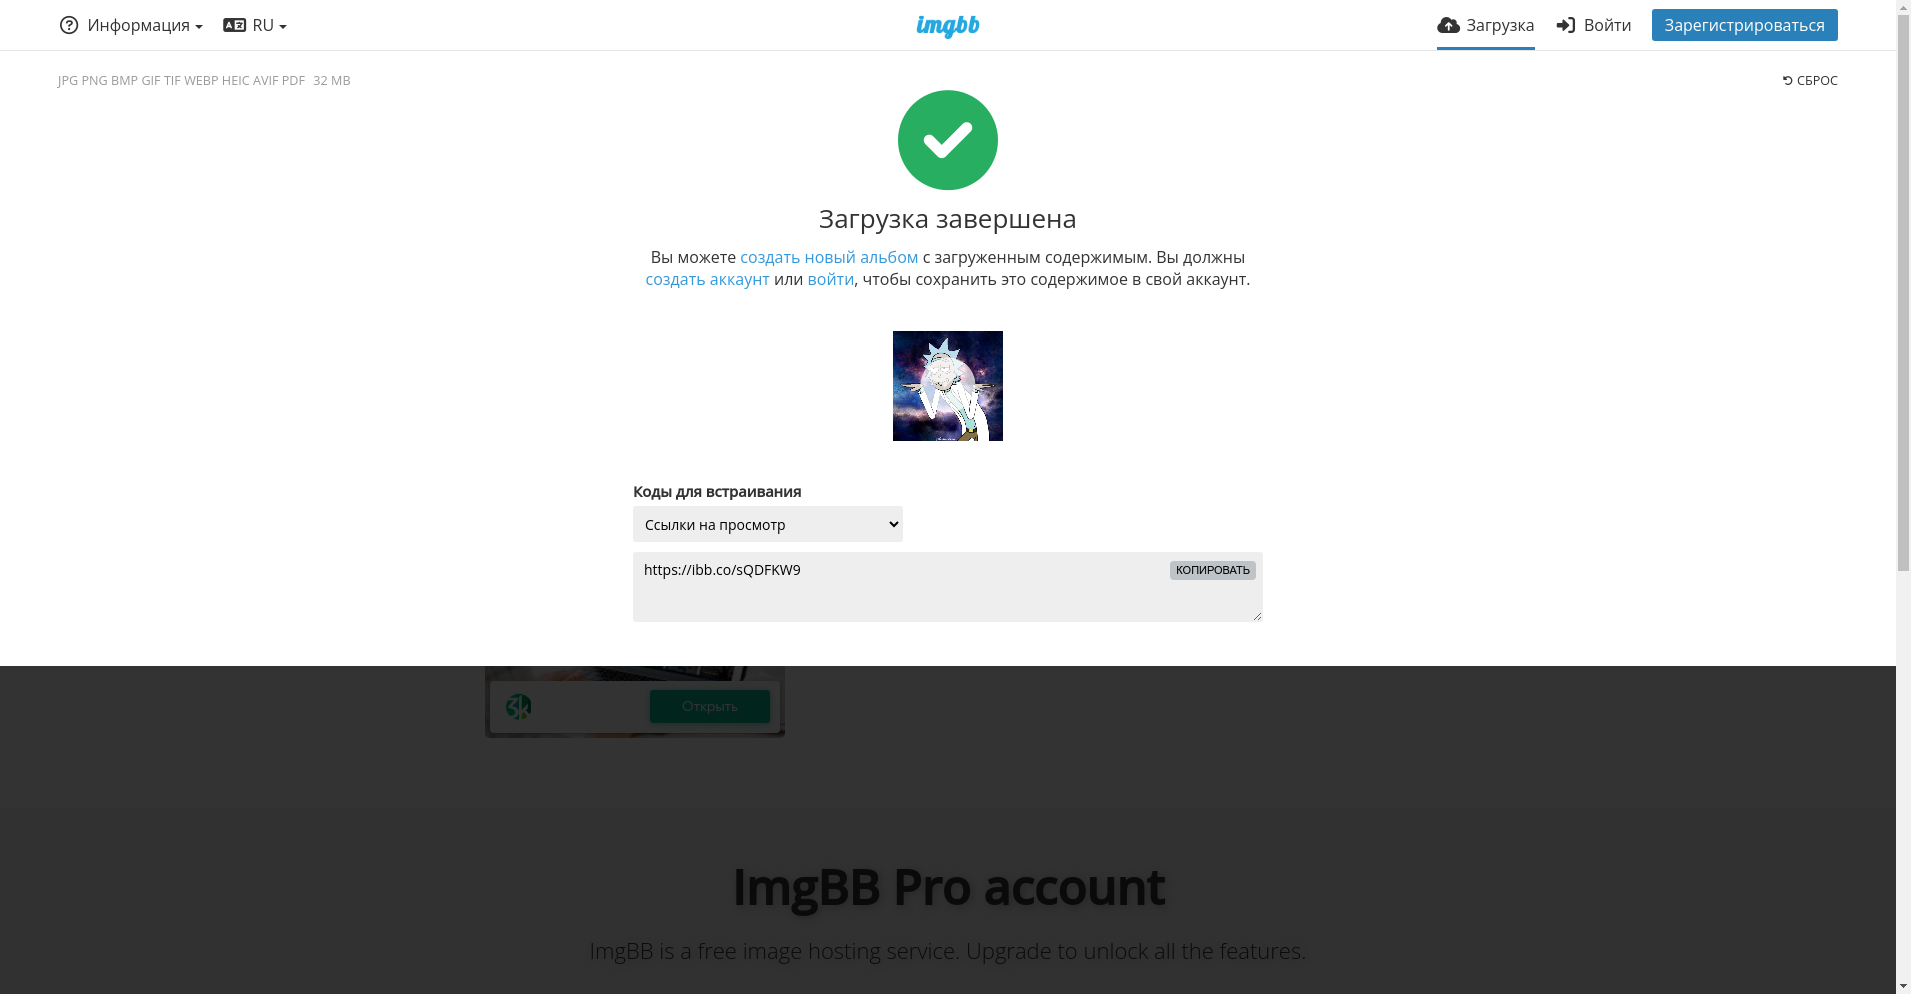 Информация
RU
imgbb
Загрузка
Войти
Зарегистрироваться
JPG PNG BMP GIF TIF WEBP HEIC AVIF PDF 32 MB
СБРОС
Загрузка завершена
Вы можете создать новый альбом с загруженным содержимым. Вы должны
создать аккаунт или войти, чтобы сохранить это содержимое в свой аккаунт.
Коды для встраивания
Ссылки на просмотр
https://ibb.co/sQDFKW9
КОПИРОВАТЬ
Открыть
ImgBB Pro account
ImgBB is a free image hosting service. Upgrade to unlock all the features.